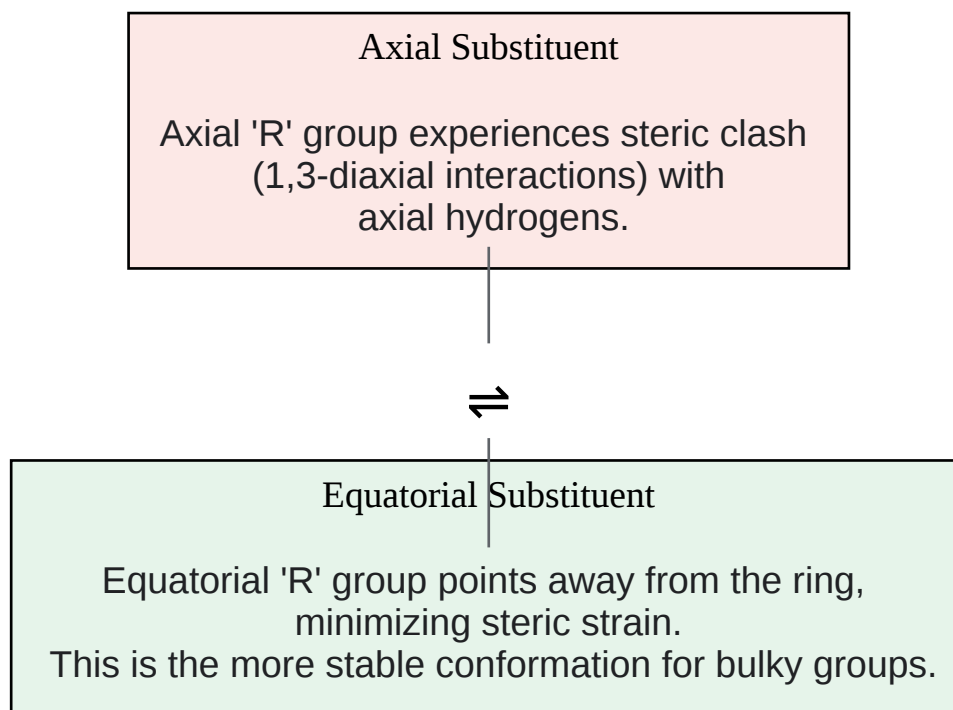 Axial Substituent
Axial 'R' group experiences steric clash
(1,3-diaxial interactions) with
axial hydrogens.
⇌
Equatorial Substituent
Equatorial 'R' group points away from the ring,
minimizing steric strain.
This is the more stable conformation for bulky groups.